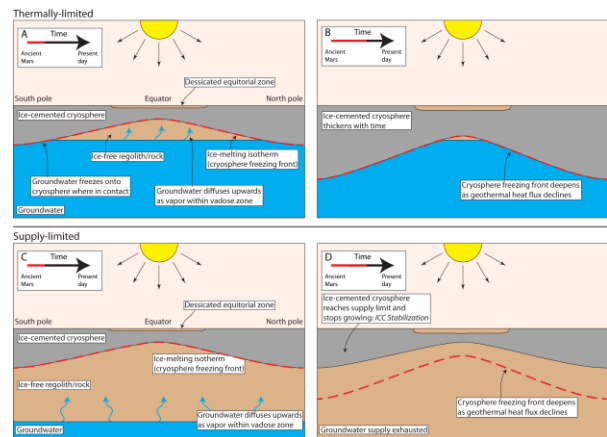 Thermally-limited
A
Time
Ancient
Mars
Present
day
Dessicated equitorial zone
South pole
Equator
North pole
Ice-cemented cryosphere
Ice-free regolith/rock
Ice-melting isotherm
(cryosphere freezing front)
Groundwater freezes onto
cryosphere where in contact
Groundwater diffuses upwards
as vapor within vadose zone
Groundwater
B
Time
Ancient
Mars
Present
day
Ice-cemented cryosphere
thickens with time
Cryosphere freezing front deepens
as geothermal heat flux declines
Supply-limited
C
Time
Ancient
Mars
Present
day
Dessicated equitorial zone
South pole
Equator
North pole
Ice-cemented cryosphere
Ice-melting isotherm
(cryosphere freezing front)
Ice-free regolith/rock
Groundwater diffuses upwards
as vapor within vadose zone
Groundwater
D
Time
Ancient
Mars
Present
day
Ice-cemented cryosphere
reaches supply limit and
stops growing: ICC Stabilization
Cryosphere freezing front deepens
as geothermal heat flux declines
Groundwater supply exhausted